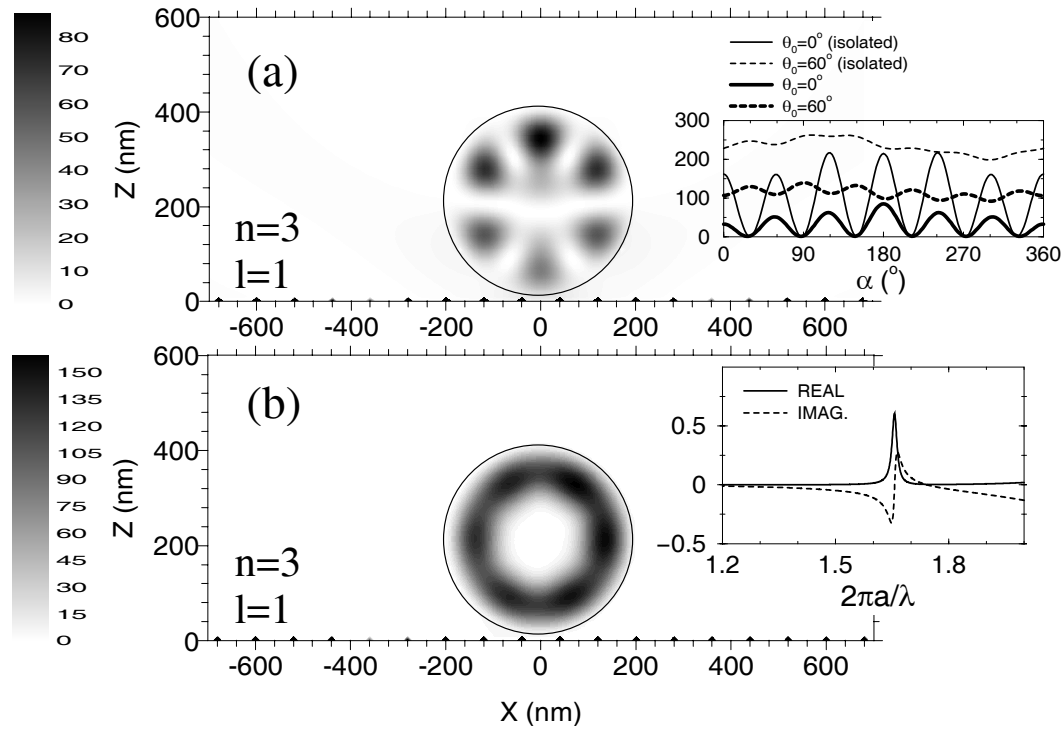 80
70
60
50
40
30
20
10
0
Z (nm)
600
400
200
0
(a)
n=3
l=1
-600 -400 -200 0 200 400 600
θ₀=0° (isolated)
θ₀=60° (isolated)
θ₀=0°
θ₀=60°
300
200
100
0
0 90 180 270 360
α (°)
150
135
120
105
90
75
60
45
30
15
0
Z (nm)
600
400
200
0
(b)
n=3
l=1
-600 -400 -200 0 200 400 600
X (nm)
REAL
IMAG.
0.5
0
−0.5
1.2 1.5 1.8
2πa/λ